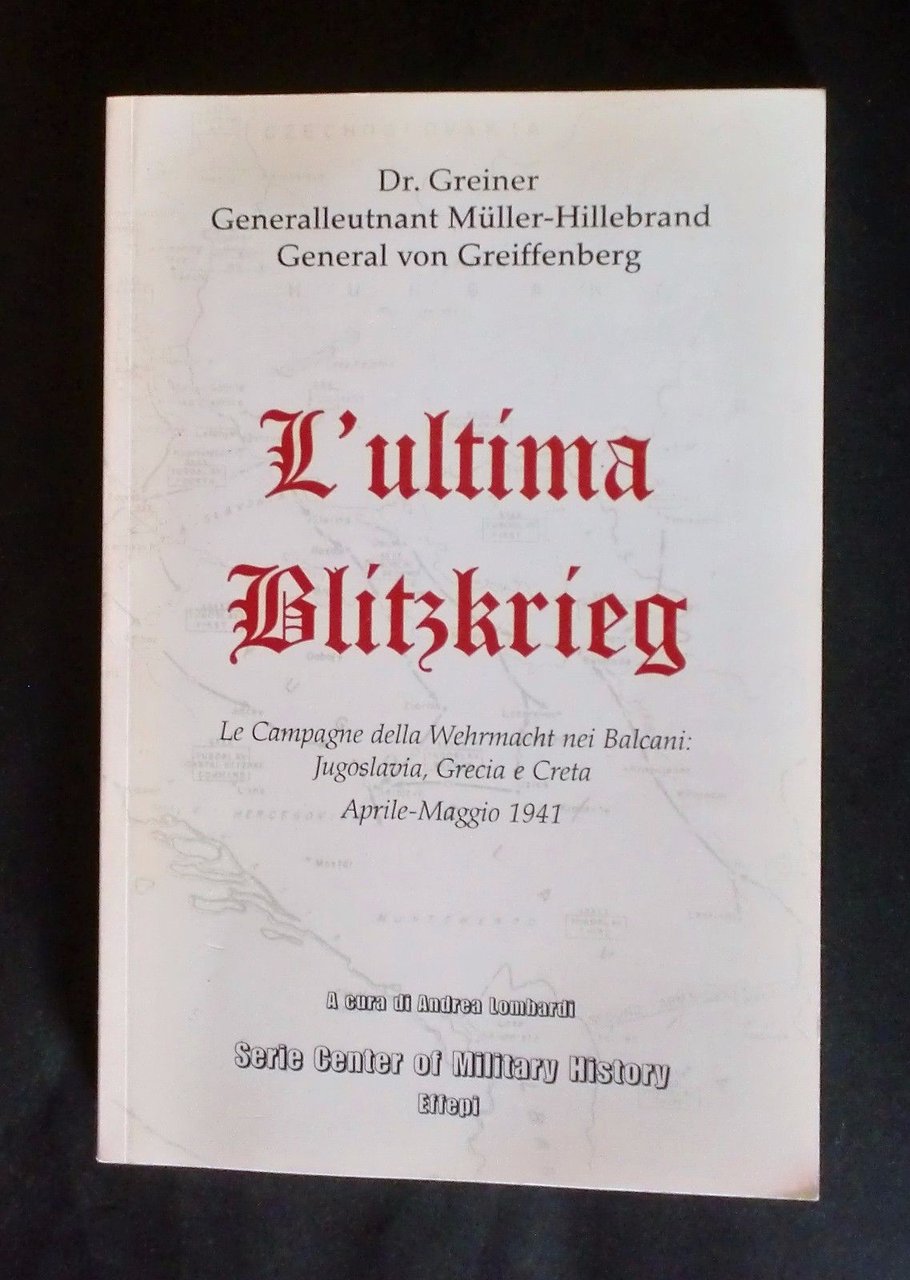 Dr. Greiner
Generalleutnant Müller-Hillebrand
General von Greiffenberg
L'ultima
Blitzkrieg
Le Campagne della Wehrmacht nei Balcani:
Jugoslavia, Grecia e Creta
Aprile-Maggio 1941
A cura di Andrea Lombardi
Serie Center of Military History
Effepi